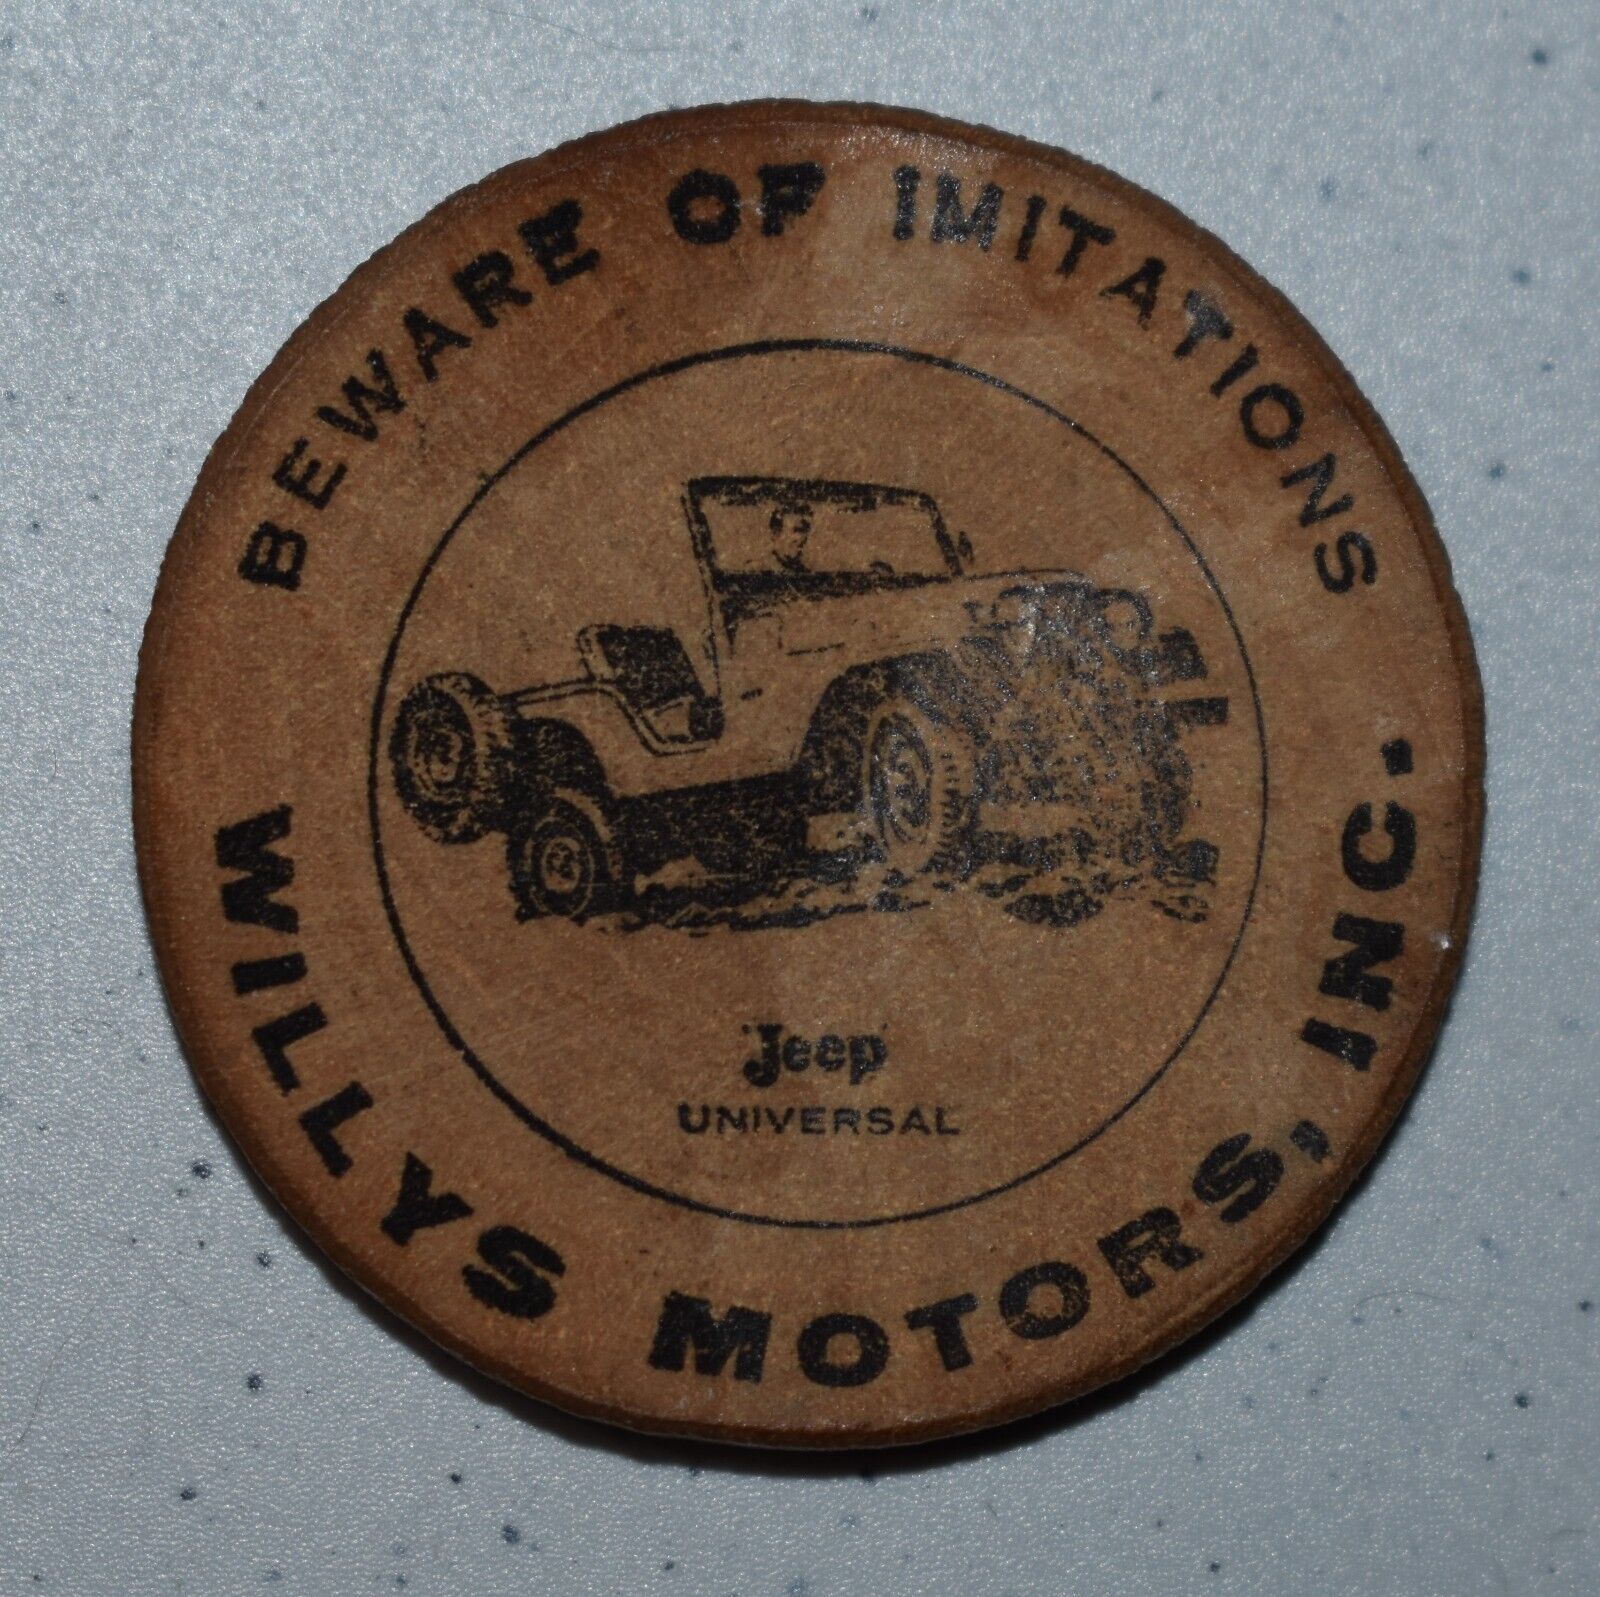 BEWARE OF IMITATIONS
'Jeep'
UNIVERSAL
WILLYS MOTORS, INC.